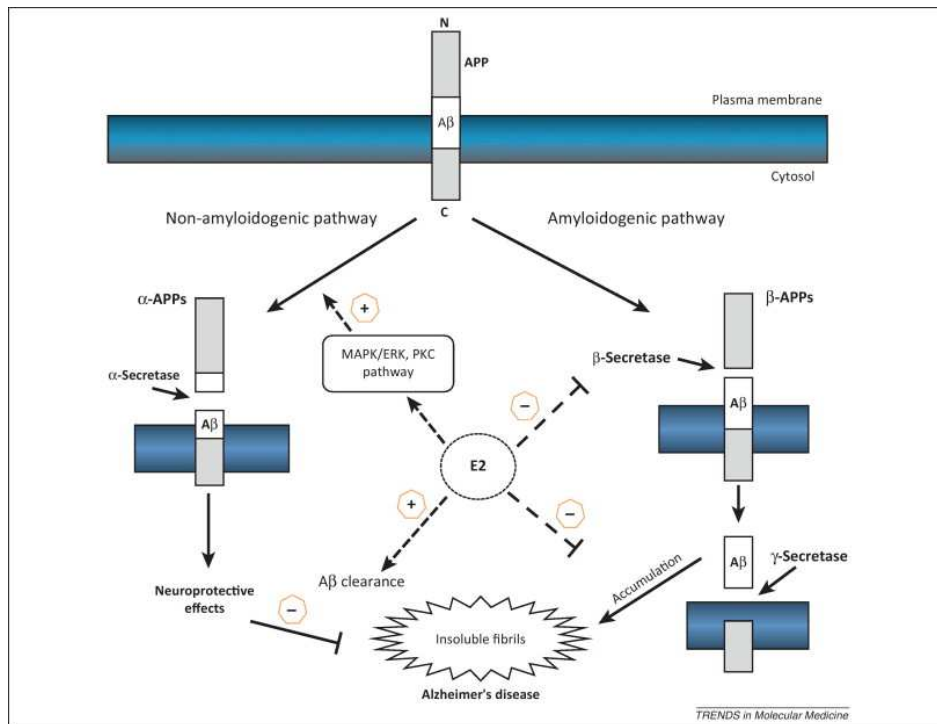 N
APP
Plasma membrane
Aβ
Cytosol
C
Non-amyloidogenic pathway
Amyloidogenic pathway
α-APPs
β-APPs
+
MAPK/ERK, PKC
pathway
β-Secretase
α-Secretase
−
Aβ
Aβ
E2
+
−
Aβ
γ-Secretase
Aβ clearance
Accumulation
Neuroprotective
effects
−
Insoluble fibrils
Alzheimer's disease
TRENDS in Molecular Medicine